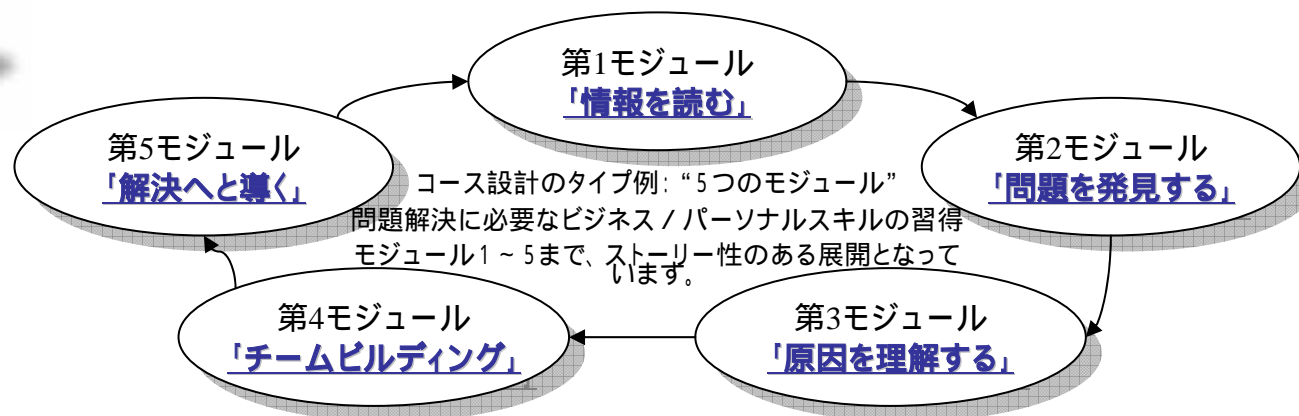 第1モジュール
「情報を読む」
第2モジュール
「問題を発見する」
第5モジュール
「解決へと導く」
コース設計のタイプ例:“5つのモジュール”
問題解決に必要なビジネス/パーソナルスキルの習得
モジュール1~5まで、ストーリー性のある展開となって
います。
第3モジュール
「原因を理解する」
第4モジュール
「チームビルディング」